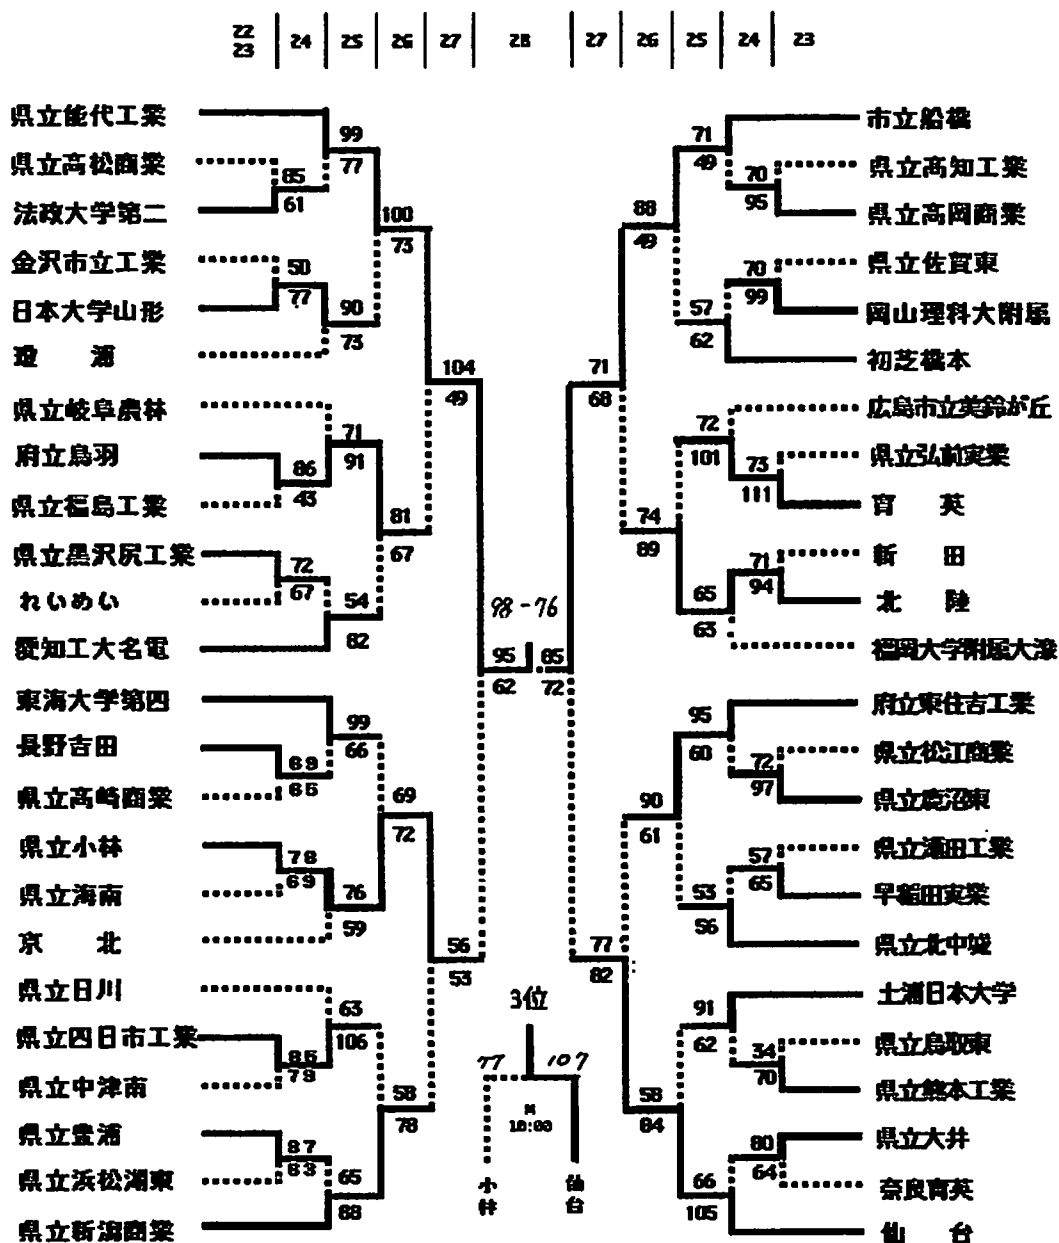 22
23 24 25 26 27 28 27 26 25 24 23
県立能代工業
県立高松商業
法政大学第二
金沢市立工業
日本大学山形
瓊 浦
県立岐阜農林
府立鳥羽
県立福島工業
県立黒沢尻工業
れいめい
愛知工大名電
東海大学第四
長野吉田
県立高崎商業
県立小林
県立海南
京 北
県立日川
県立四日市工業
県立中津南
県立豊浦
県立浜松湖東
県立新潟商業
85
61
50
77
86
43
72
67
69
65
78
69
85
79
87
63
99
77
90
73
71
91
54
82
99
66
76
59
63
106
65
88
100
73
81
67
69
72
58
78
104
49
56
53
98-76
95
62
85
72
3位
77 107
10:00
小林
仙台
71
68
77
82
88
49
74
89
90
61
58
84
71
49
57
62
72
101
65
63
95
60
53
56
91
62
66
105
70
95
70
99
73
111
71
94
72
97
57
65
34
70
80
64
市立船橋
県立高知工業
県立高岡商業
県立佐賀東
岡山理科大附属
初芝橋本
広島市立美鈴が丘
県立弘前実業
育 英
新 田
北 陸
福岡大学附属大濠
府立東住吉工業
県立松江商業
県立鹿沼東
県立瀬田工業
早稲田実業
県立北中城
土浦日本大学
県立鳥取東
県立熊本工業
県立大井
奈良育英
仙 台